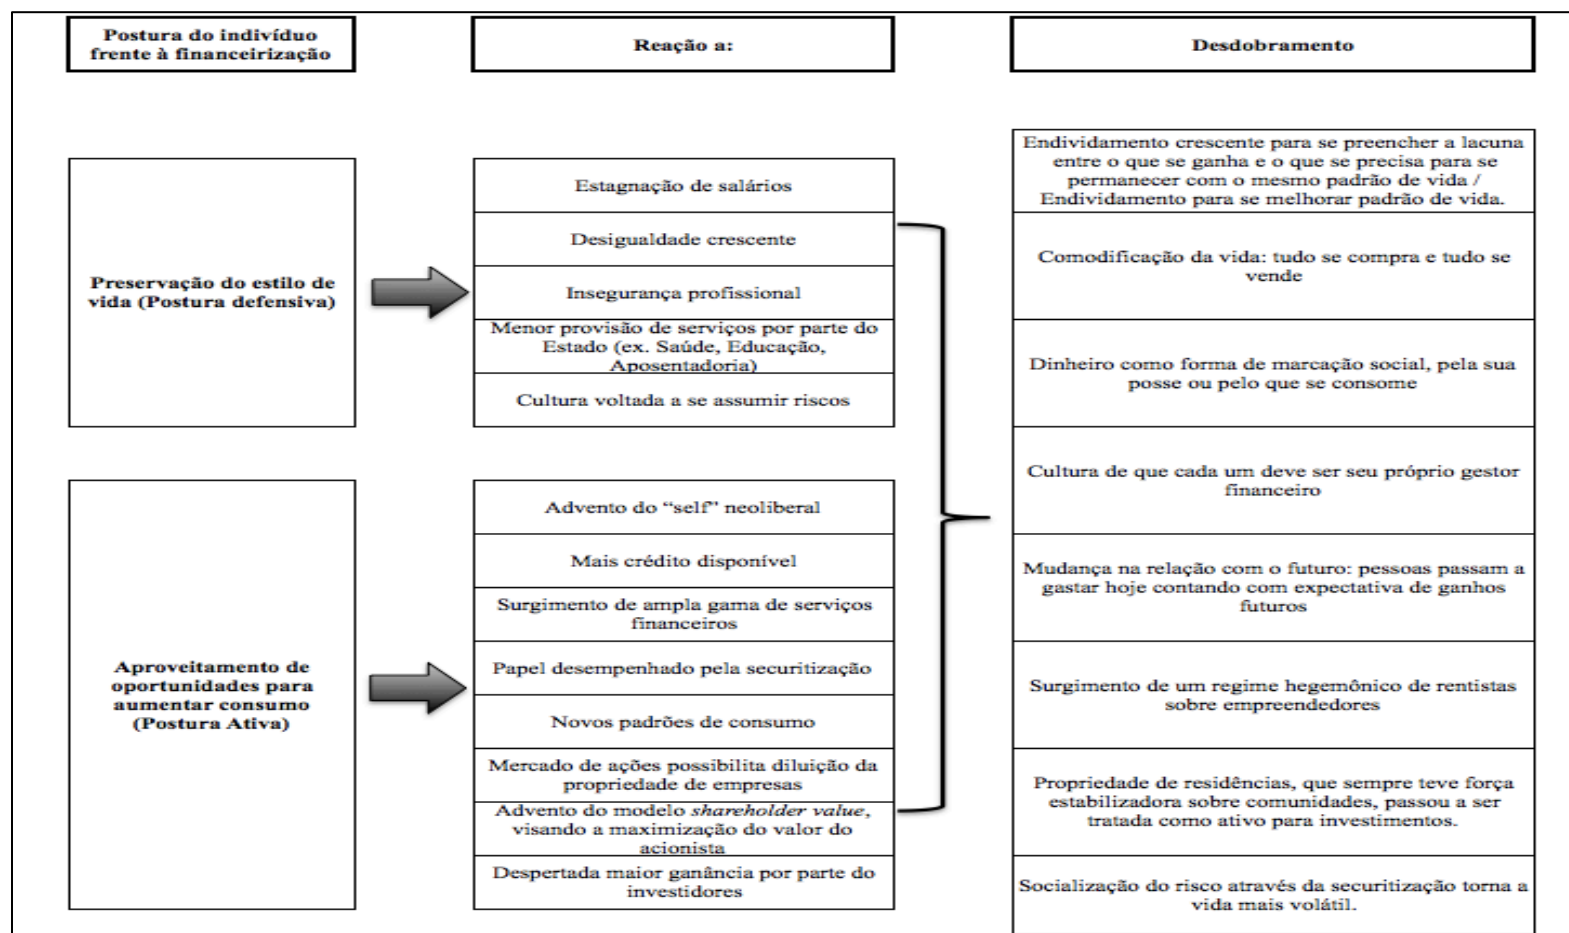 Postura do indivíduo
frente à financeirização
Reação a:
Desdobramento
Preservação do estilo de
vida (Postura defensiva)
Estagnação de salários
Desigualdade crescente
Insegurança profissional
Menor provisão de serviços por parte do
Estado (ex. Saúde, Educação,
Aposentadoria)
Cultura voltada a se assumir riscos
Aproveitamento de
oportunidades para
aumentar consumo
(Postura Ativa)
Advento do “self” neoliberal
Mais crédito disponível
Surgimento de ampla gama de serviços
financeiros
Papel desempenhado pela securitização
Novos padrões de consumo
Mercado de ações possibilita diluição da
propriedade de empresas
Advento do modelo shareholder value,
visando a maximização do valor do
acionista
Despertada maior ganância por parte do
investidores
Endividamento crescente para se preencher a lacuna
entre o que se ganha e o que se precisa para se
permanecer com o mesmo padrão de vida /
Endividamento para se melhorar padrão de vida.
Comodificação da vida: tudo se compra e tudo se
vende
Dinheiro como forma de marcação social, pela sua
posse ou pelo que se consome
Cultura de que cada um deve ser seu próprio gestor
financeiro
Mudança na relação com o futuro: pessoas passam a
gastar hoje contando com expectativa de ganhos
futuros
Surgimento de um regime hegemônico de rentistas
sobre empreendedores
Propriedade de residências, que sempre teve força
estabilizadora sobre comunidades, passou a ser
tratada como ativo para investimentos.
Socialização do risco através da securitização torna a
vida mais volátil.